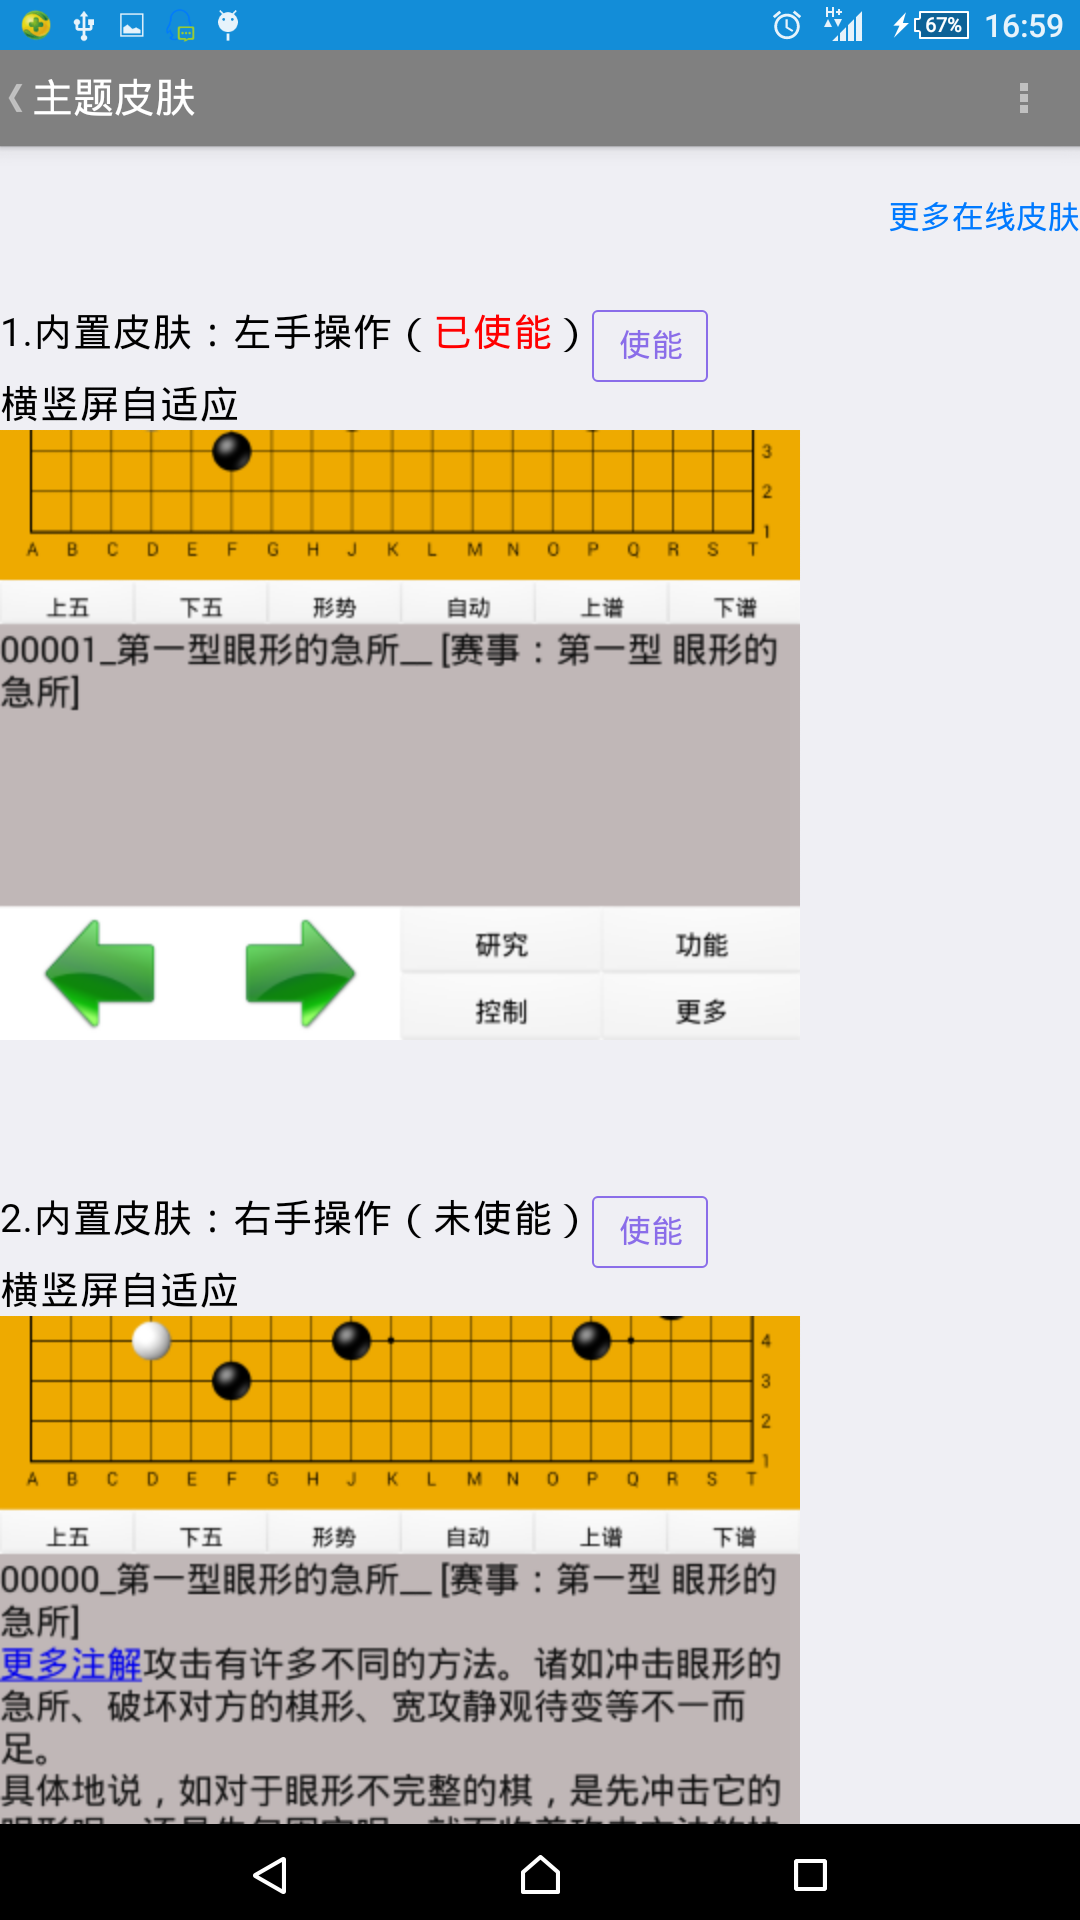 H+ 67% 16:59
主题皮肤
更多在线皮肤
1.内置皮肤：左手操作（已使能） 使能
横竖屏自适应
3
2
1
A B C D E F G H J K L M N O P Q R S T
上五 下五 形势 自动 上谱 下谱
00001_第一型眼形的急所__ [赛事：第一型 眼形的
急所]
研究 功能
控制 更多
2.内置皮肤：右手操作（未使能） 使能
横竖屏自适应
4
3
2
1
A B C D E F G H J K L M N O P Q R S T
上五 下五 形势 自动 上谱 下谱
00000_第一型眼形的急所__ [赛事：第一型 眼形的
急所]
更多注解攻击有许多不同的方法。诸如冲击眼形的
急所、破坏对方的棋形、宽攻静观待变等不一而
足。
具体地说，如对于眼形不完整的棋，是先冲击它的